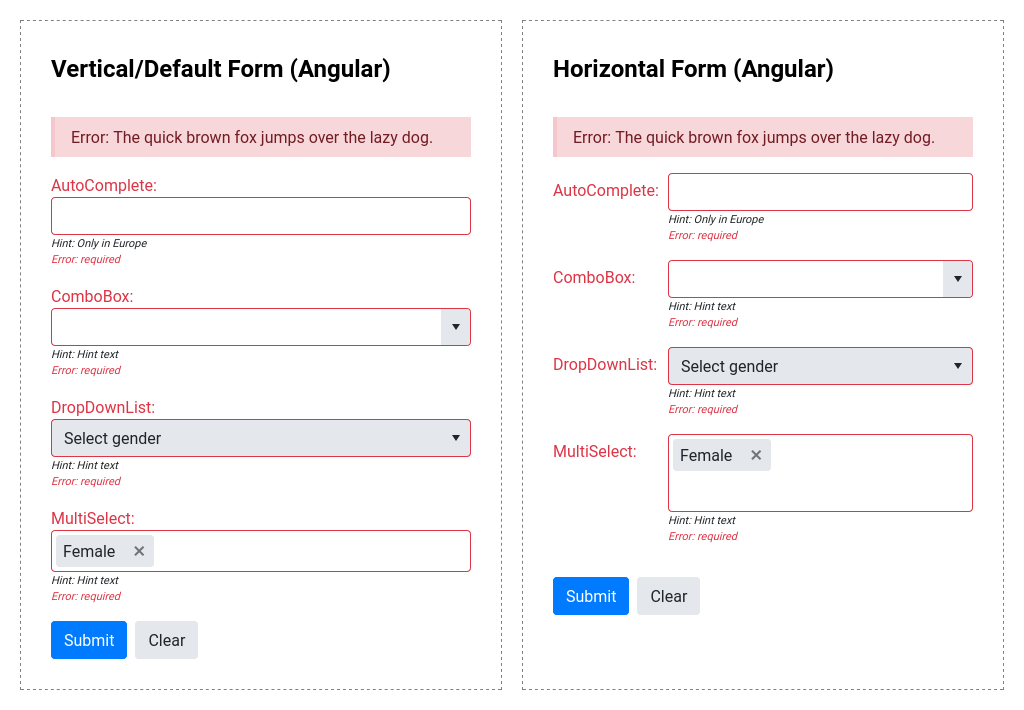 Vertical/Default Form (Angular)
Error: The quick brown fox jumps over the lazy dog.
AutoComplete:
Hint: Only in Europe
Error: required
ComboBox:
Hint: Hint text
Error: required
DropDownList:
Select gender
Hint: Hint text
Error: required
MultiSelect:
Female
Hint: Hint text
Error: required
Submit Clear
Horizontal Form (Angular)
Error: The quick brown fox jumps over the lazy dog.
AutoComplete:
Hint: Only in Europe
Error: required
ComboBox:
Hint: Hint text
Error: required
DropDownList: Select gender
Hint: Hint text
Error: required
MultiSelect: Female
Hint: Hint text
Error: required
Submit Clear